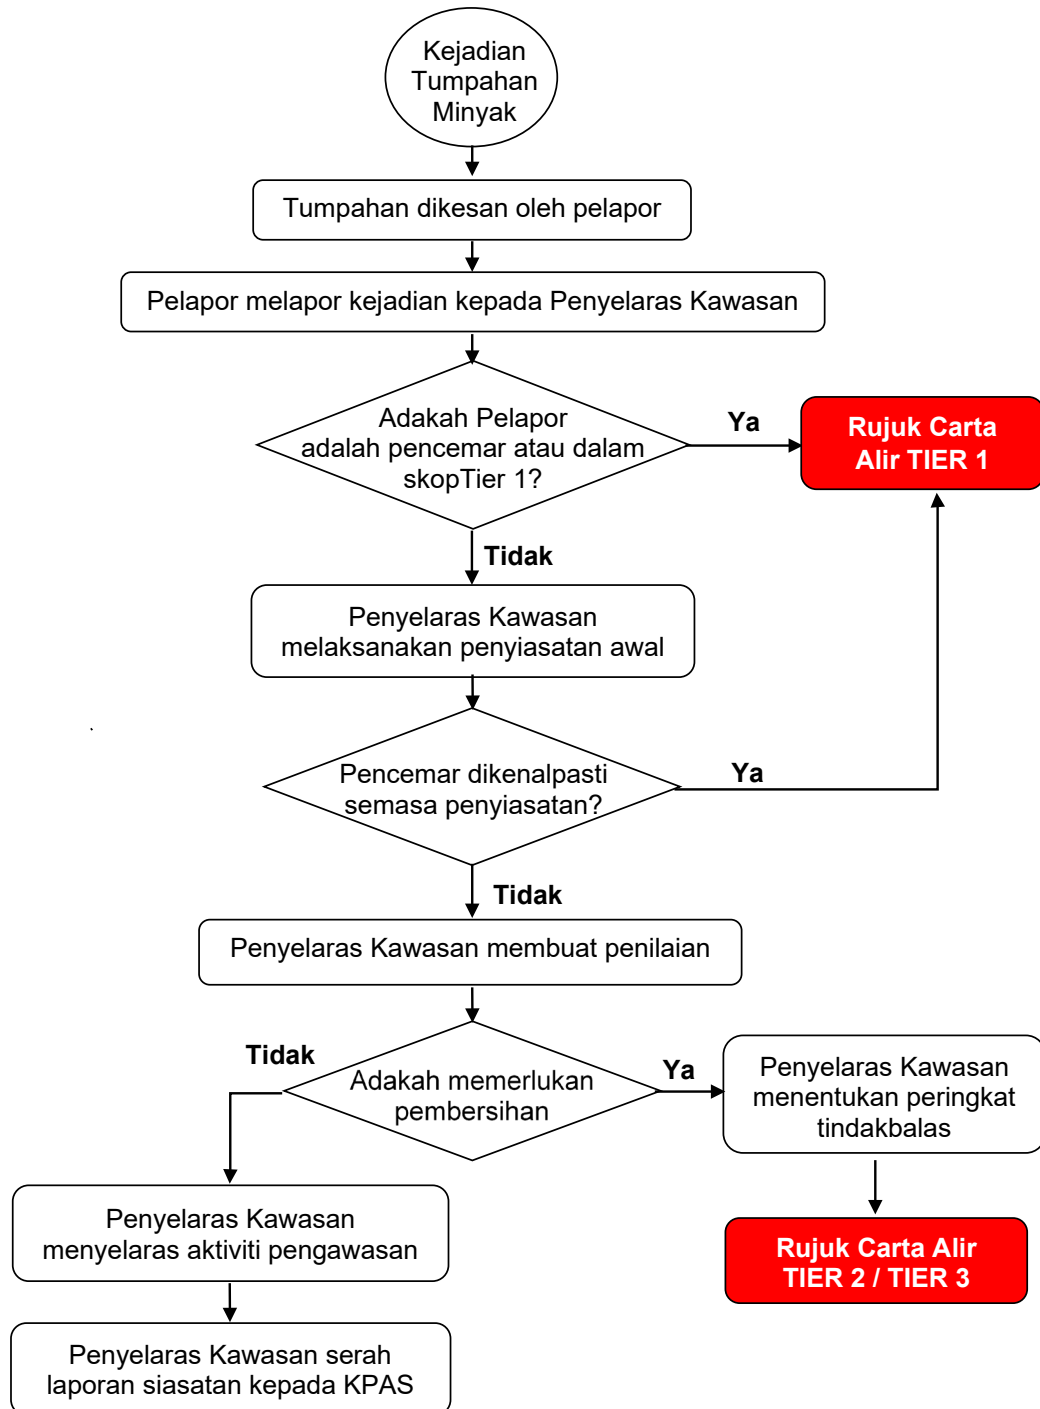 Kejadian
Tumpahan
Minyak
Tumpahan dikesan oleh pelapor
Pelapor melapor kejadian kepada Penyelaras Kawasan
Adakah Pelapor
adalah pencemar atau dalam
skopTier 1?
Ya
Rujuk Carta
Alir TIER 1
Tidak
Penyelaras Kawasan
melaksanakan penyiasatan awal
Pencemar dikenalpasti
semasa penyiasatan?
Ya
Tidak
Penyelaras Kawasan membuat penilaian
Adakah memerlukan
pembersihan
Tidak
Ya
Penyelaras Kawasan
menentukan peringkat
tindakbalas
Penyelaras Kawasan
menyelaras aktiviti pengawasan
Rujuk Carta Alir
TIER 2 / TIER 3
Penyelaras Kawasan serah
laporan siasatan kepada KPAS